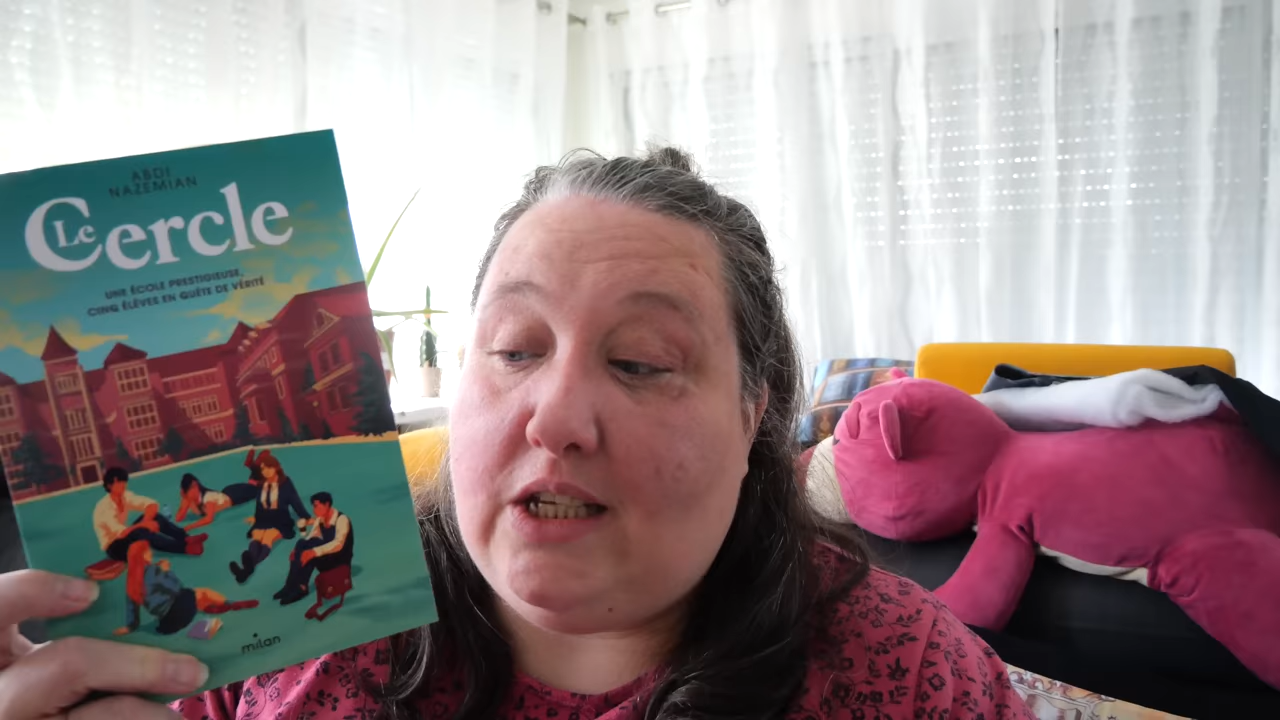 ABDI
NAZEMIAN
Le Cercle
UNE ÉCOLE PRESTIGIEUSE,
CINQ ÉLÈVES EN QUÊTE DE VÉRITÉ
milan